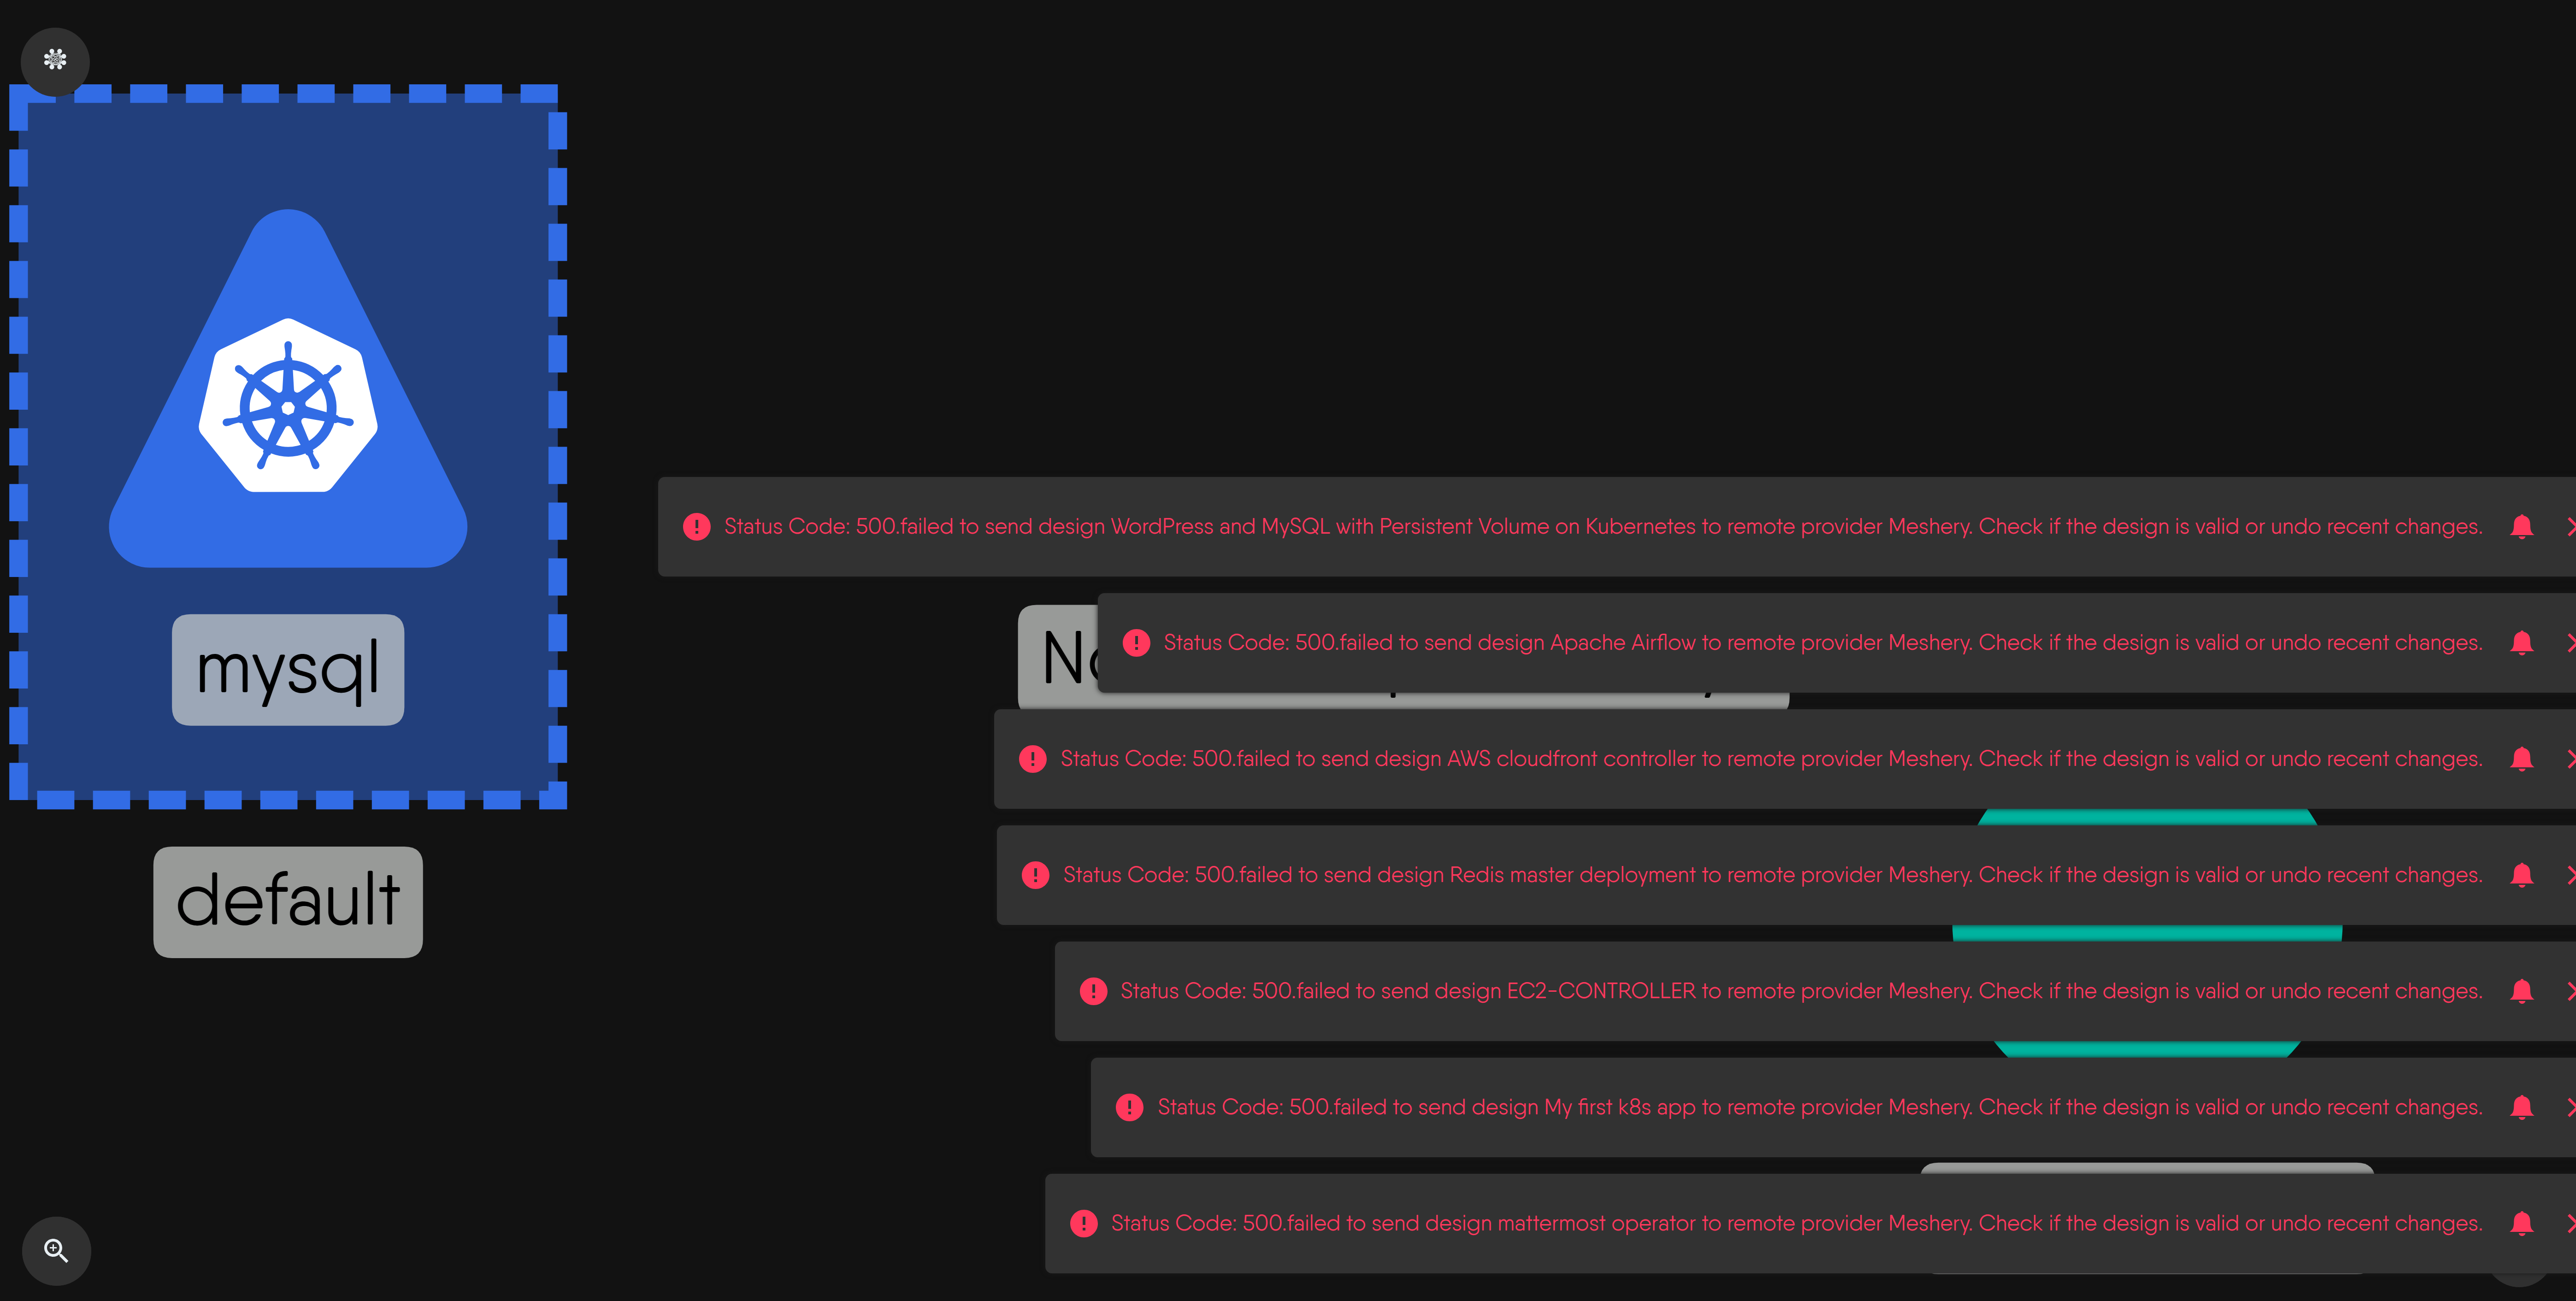 Status Code: 500.failed to send design WordPress and MySQL with Persistent Volume on Kubernetes to remote provider Meshery. Check if the design is valid or undo recent changes.
Status Code: 500.failed to send design Apache Airflow to remote provider Meshery. Check if the design is valid or undo recent changes.
mysql
Status Code: 500.failed to send design AWS cloudfront controller to remote provider Meshery. Check if the design is valid or undo recent changes.
Status Code: 500.failed to send design Redis master deployment to remote provider Meshery. Check if the design is valid or undo recent changes.
default
Status Code: 500.failed to send design EC2-CONTROLLER to remote provider Meshery. Check if the design is valid or undo recent changes.
Status Code: 500.failed to send design My first k8s app to remote provider Meshery. Check if the design is valid or undo recent changes.
Status Code: 500.failed to send design mattermost operator to remote provider Meshery. Check if the design is valid or undo recent changes.